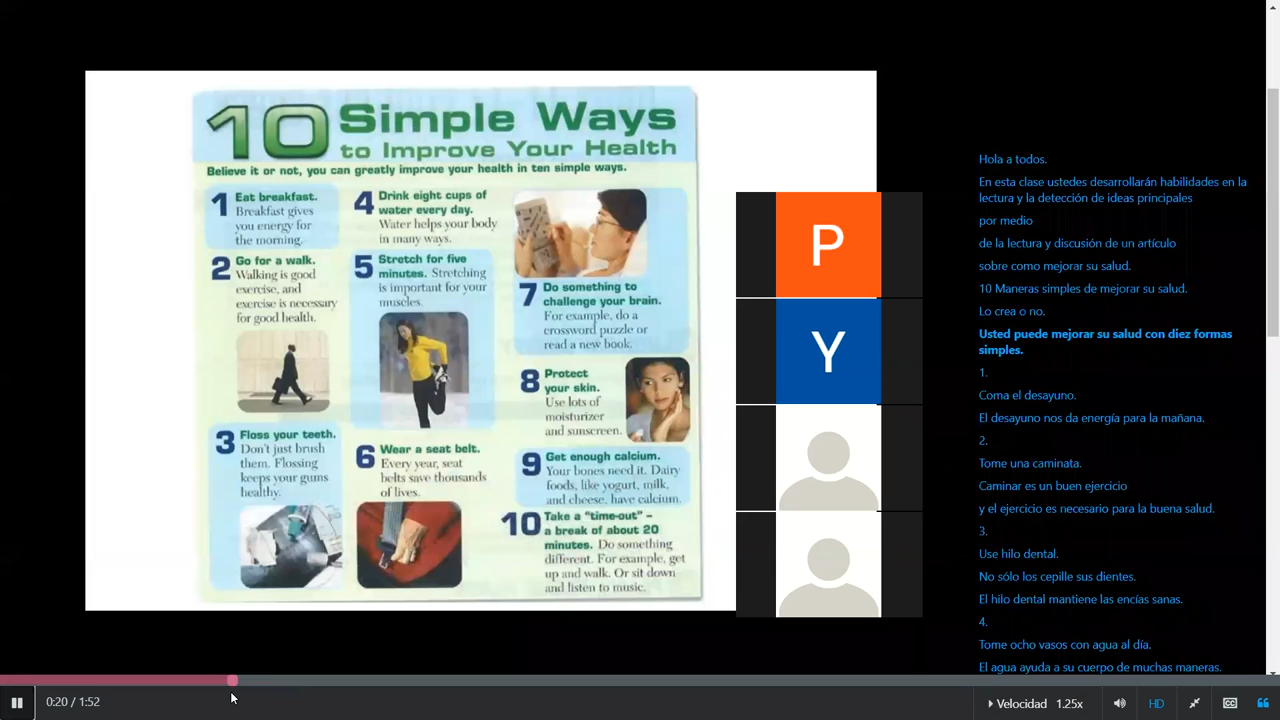 10 Simple Ways
to Improve Your Health
Believe it or not, you can greatly improve your health in ten simple ways.
1 Eat breakfast.
Breakfast gives
you energy for
the morning.
2 Go for a walk.
Walking is good
exercise, and
exercise is necessary
for good health.
3 Floss your teeth.
Don't just brush
them. Flossing
keeps your gums
healthy.
4 Drink eight cups of
water every day.
Water helps your body
in many ways.
5 Stretch for five
minutes. Stretching
is important for your
muscles.
6 Wear a seat belt.
Every year, seat
belts save thousands
of lives.
7 Do something to
challenge your brain.
For example, do a
crossword puzzle or
read a new book.
8 Protect
your skin.
Use lots of
moisturizer
and sunscreen.
9 Get enough calcium.
Your bones need it. Dairy
foods, like yogurt, milk,
and cheese, have calcium.
10 Take a "time-out" –
a break of about 20
minutes. Do something
different. For example, get
up and walk. Or sit down
and listen to music.
P
Y
Hola a todos.
En esta clase ustedes desarrollarán habilidades en la
lectura y la detección de ideas principales
por medio
de la lectura y discusión de un artículo
sobre como mejorar su salud.
10 Maneras simples de mejorar su salud.
Lo crea o no.
Usted puede mejorar su salud con diez formas
simples.
1.
Coma el desayuno.
El desayuno nos da energía para la mañana.
2.
Tome una caminata.
Caminar es un buen ejercicio
y el ejercicio es necesario para la buena salud.
3.
Use hilo dental.
No sólo los cepille sus dientes.
El hilo dental mantiene las encías sanas.
4.
Tome ocho vasos con agua al día.
El agua ayuda a su cuerpo de muchas maneras.
0:20 / 1:52
Velocidad 1.25x
HD
CC